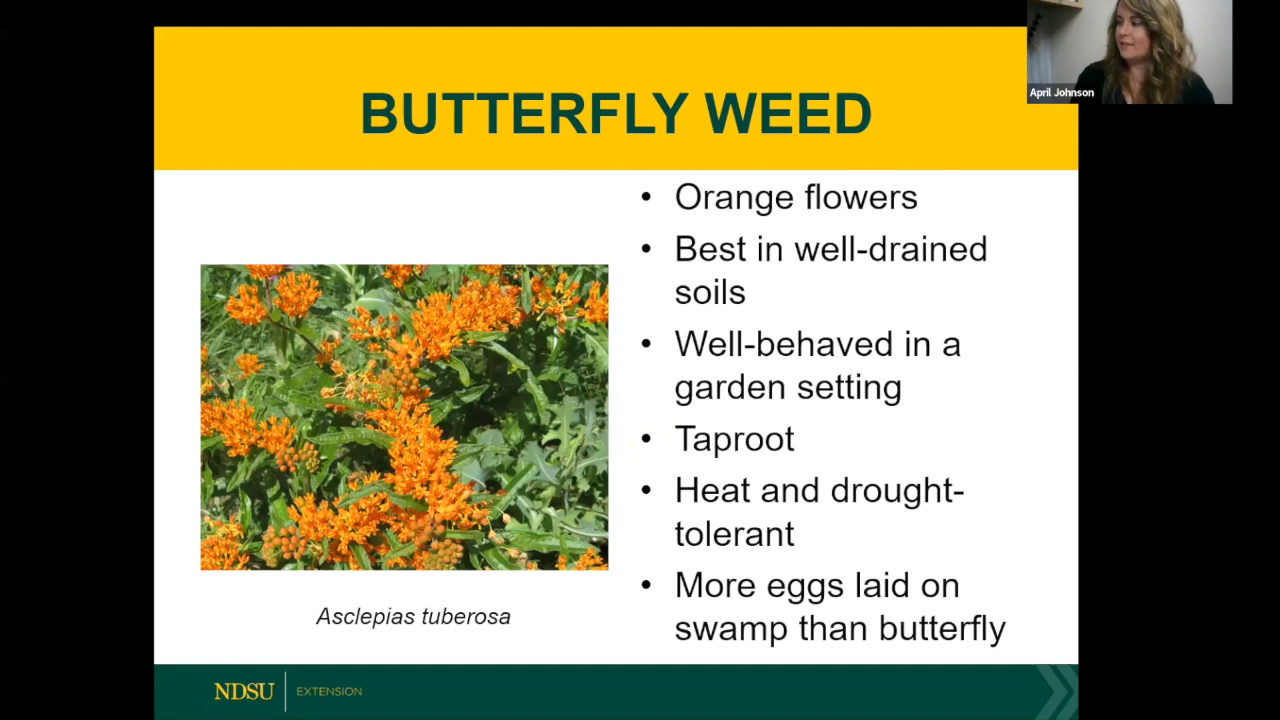 BUTTERFLY WEED
April Johnson
• Orange flowers
• Best in well-drained
soils
• Well-behaved in a
garden setting
• Taproot
• Heat and drought-
tolerant
• More eggs laid on
swamp than butterfly
Asclepias tuberosa
NDSU EXTENSION